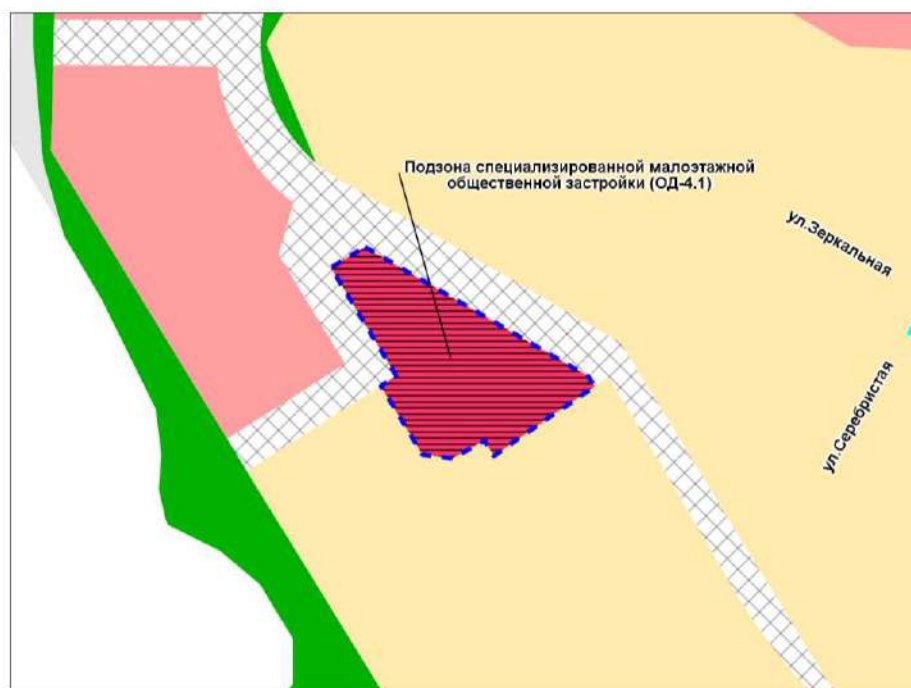 Подзона специализированной малоэтажной
общественной застройки (ОД-4.1)
ул.Зеркальная
ул.Серебристая